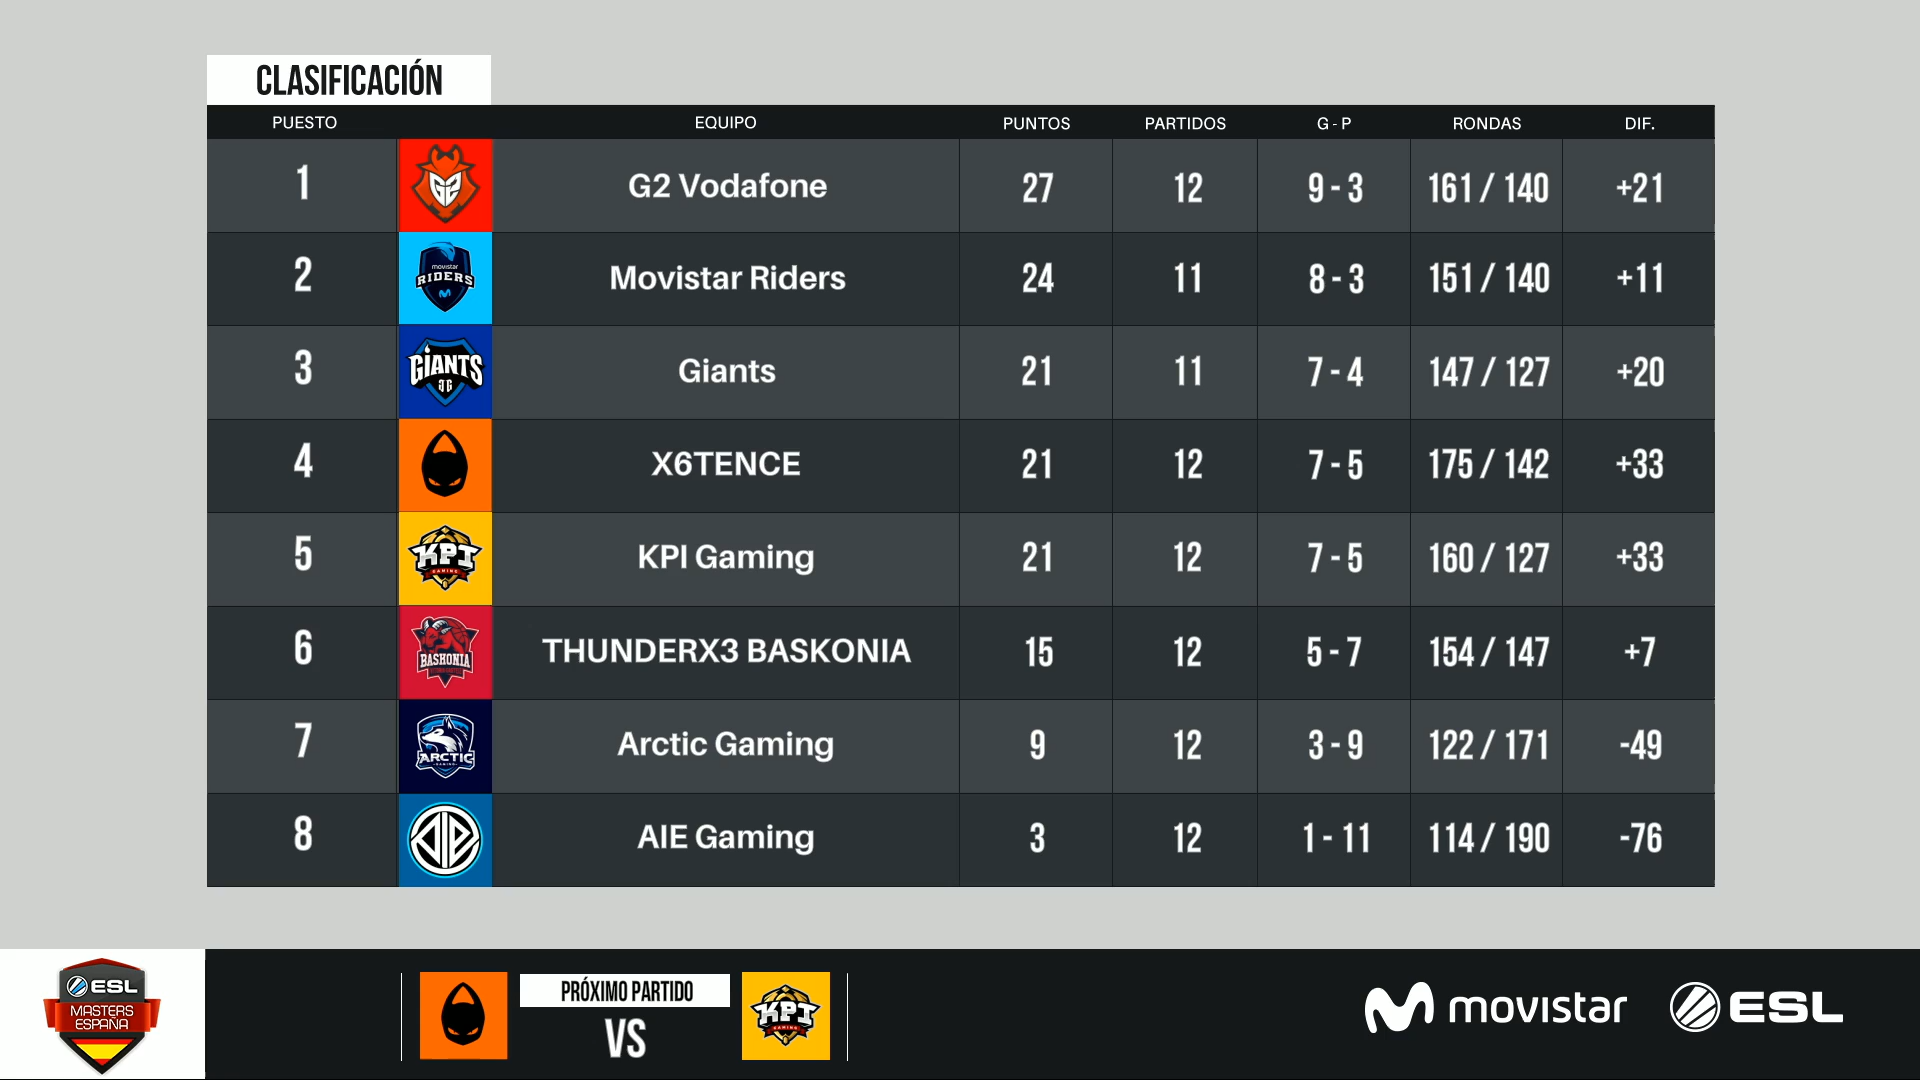 CLASIFICACIÓN
PUESTO EQUIPO PUNTOS PARTIDOS G - P RONDAS DIF.
1 G2 G2 Vodafone 27 12 9 - 3 161 / 140 +21
2 movistar RIDERS Movistar Riders 24 11 8 - 3 151 / 140 +11
3 GIANTS Giants 21 11 7 - 4 147 / 127 +20
4 X6TENCE 21 12 7 - 5 175 / 142 +33
5 KPI GAMING KPI Gaming 21 12 7 - 5 160 / 127 +33
6 BASKONIA THUNDERX3 BASKONIA 15 12 5 - 7 154 / 147 +7
7 ARCTIC GAMING Arctic Gaming 9 12 3 - 9 122 / 171 -49
8 AIE AIE Gaming 3 12 1 - 11 114 / 190 -76
ESL
MASTERS
ESPAÑA
PRÓXIMO PARTIDO
VS
KPI
GAMING
movistar
ESL